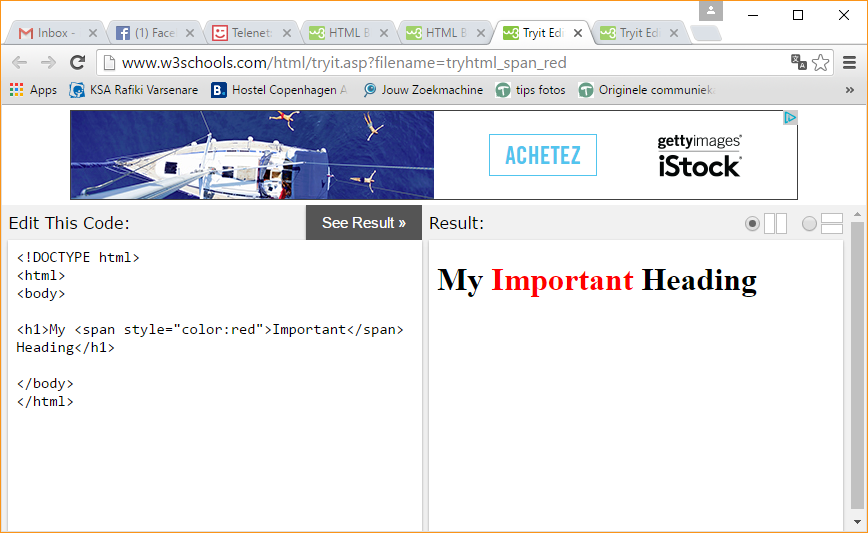 Inbox -
(1) Face
Telenet
HTML B
HTML B
Tryit Edi
Tryit Edi
www.w3schools.com/html/tryit.asp?filename=tryhtml_span_red
Apps
KSA Rafiki Varsenare
B.
Hostel Copenhagen A
Jouw Zoekmachine
tips fotos
Originele communieka
»
ACHETEZ
gettyimages®
iStock®
Edit This Code:
See Result »
Result:
<!DOCTYPE html>
<html>
<body>
<h1>My <span style="color:red">Important</span>
Heading</h1>
</body>
</html>
My Important Heading